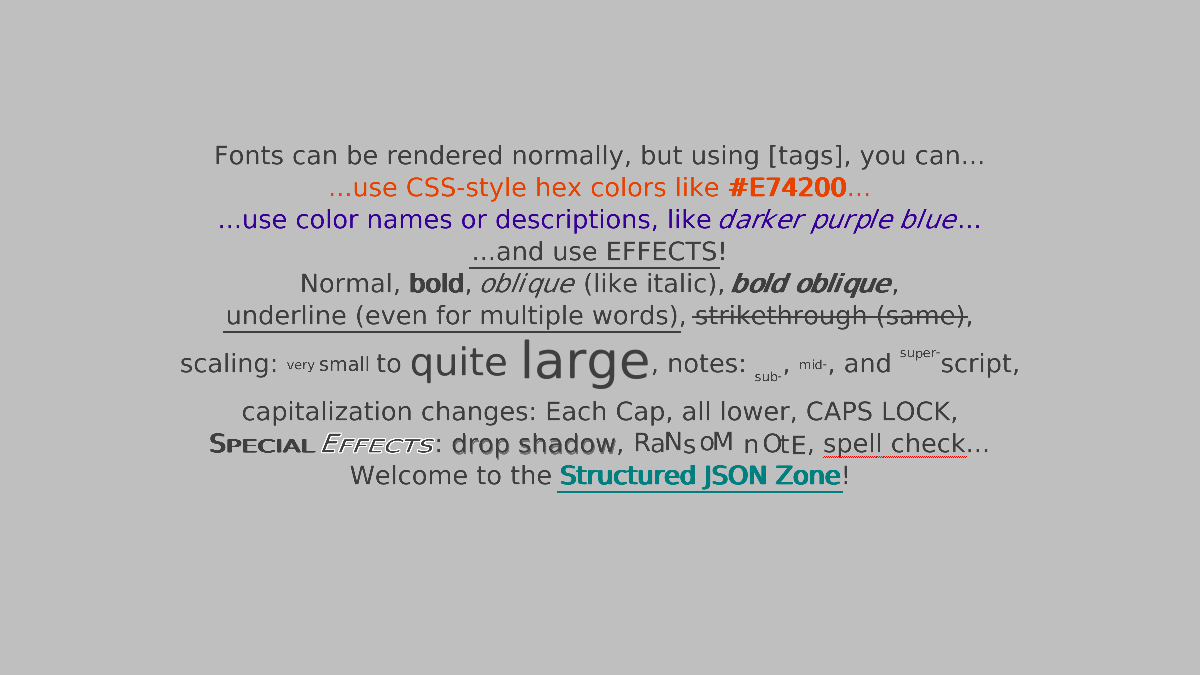 Fonts can be rendered normally, but using [tags], you can...
...use CSS-style hex colors like #E74200...
...use color names or descriptions, like darker purple blue...
...and use EFFECTS!
Normal, bold, oblique (like italic), bold oblique,
underline (even for multiple words), strikethrough (same),
scaling: very small to quite large, notes: sub-, mid-, and super-script,
capitalization changes: Each Cap, all lower, CAPS LOCK,
SPECIAL EFFECTS: drop shadow, RaNsoM nOtE, spell check...
Welcome to the Structured JSON Zone!